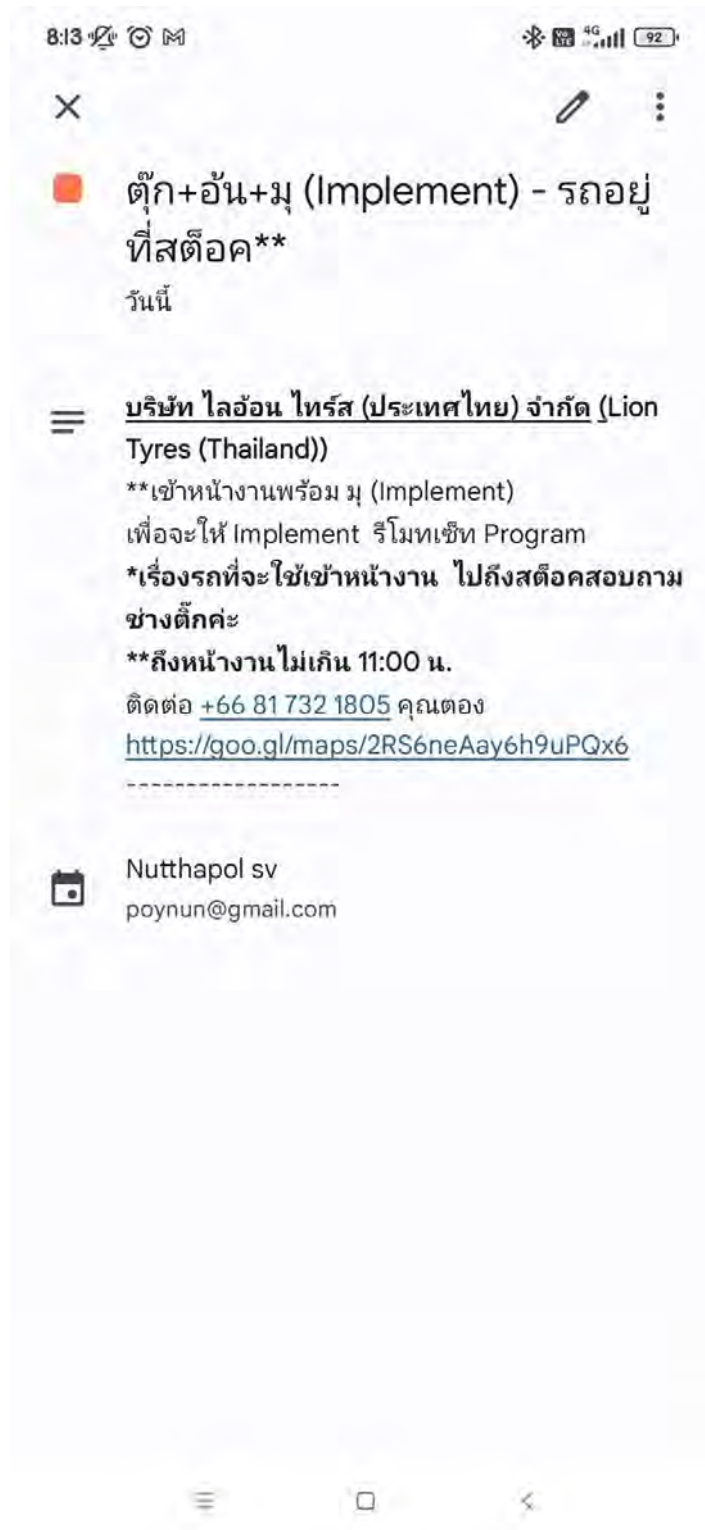 8:13
4G
Vo LTE
92
ตุ๊ก+อ้น+มุ (Implement) - รถอยู่
ที่สต็อค**
วันนี้
บริษัท ไลอ้อน ไทร์ส (ประเทศไทย) จำกัด (Lion
Tyres (Thailand))
**เข้าหน้างานพร้อม มุ (Implement)
เพื่อจะให้ Implement รีโมทเซ็ท Program
*เรื่องรถที่จะใช้เข้าหน้างาน ไปถึงสต็อคสอบถาม
ช่างติ๊กค่ะ
**ถึงหน้างานไม่เกิน 11:00 น.
ติดต่อ +66 81 732 1805 คุณตอง
https://goo.gl/maps/2RS6neAay6h9uPQx6
------------------
Nutthapol sv
poynun@gmail.com